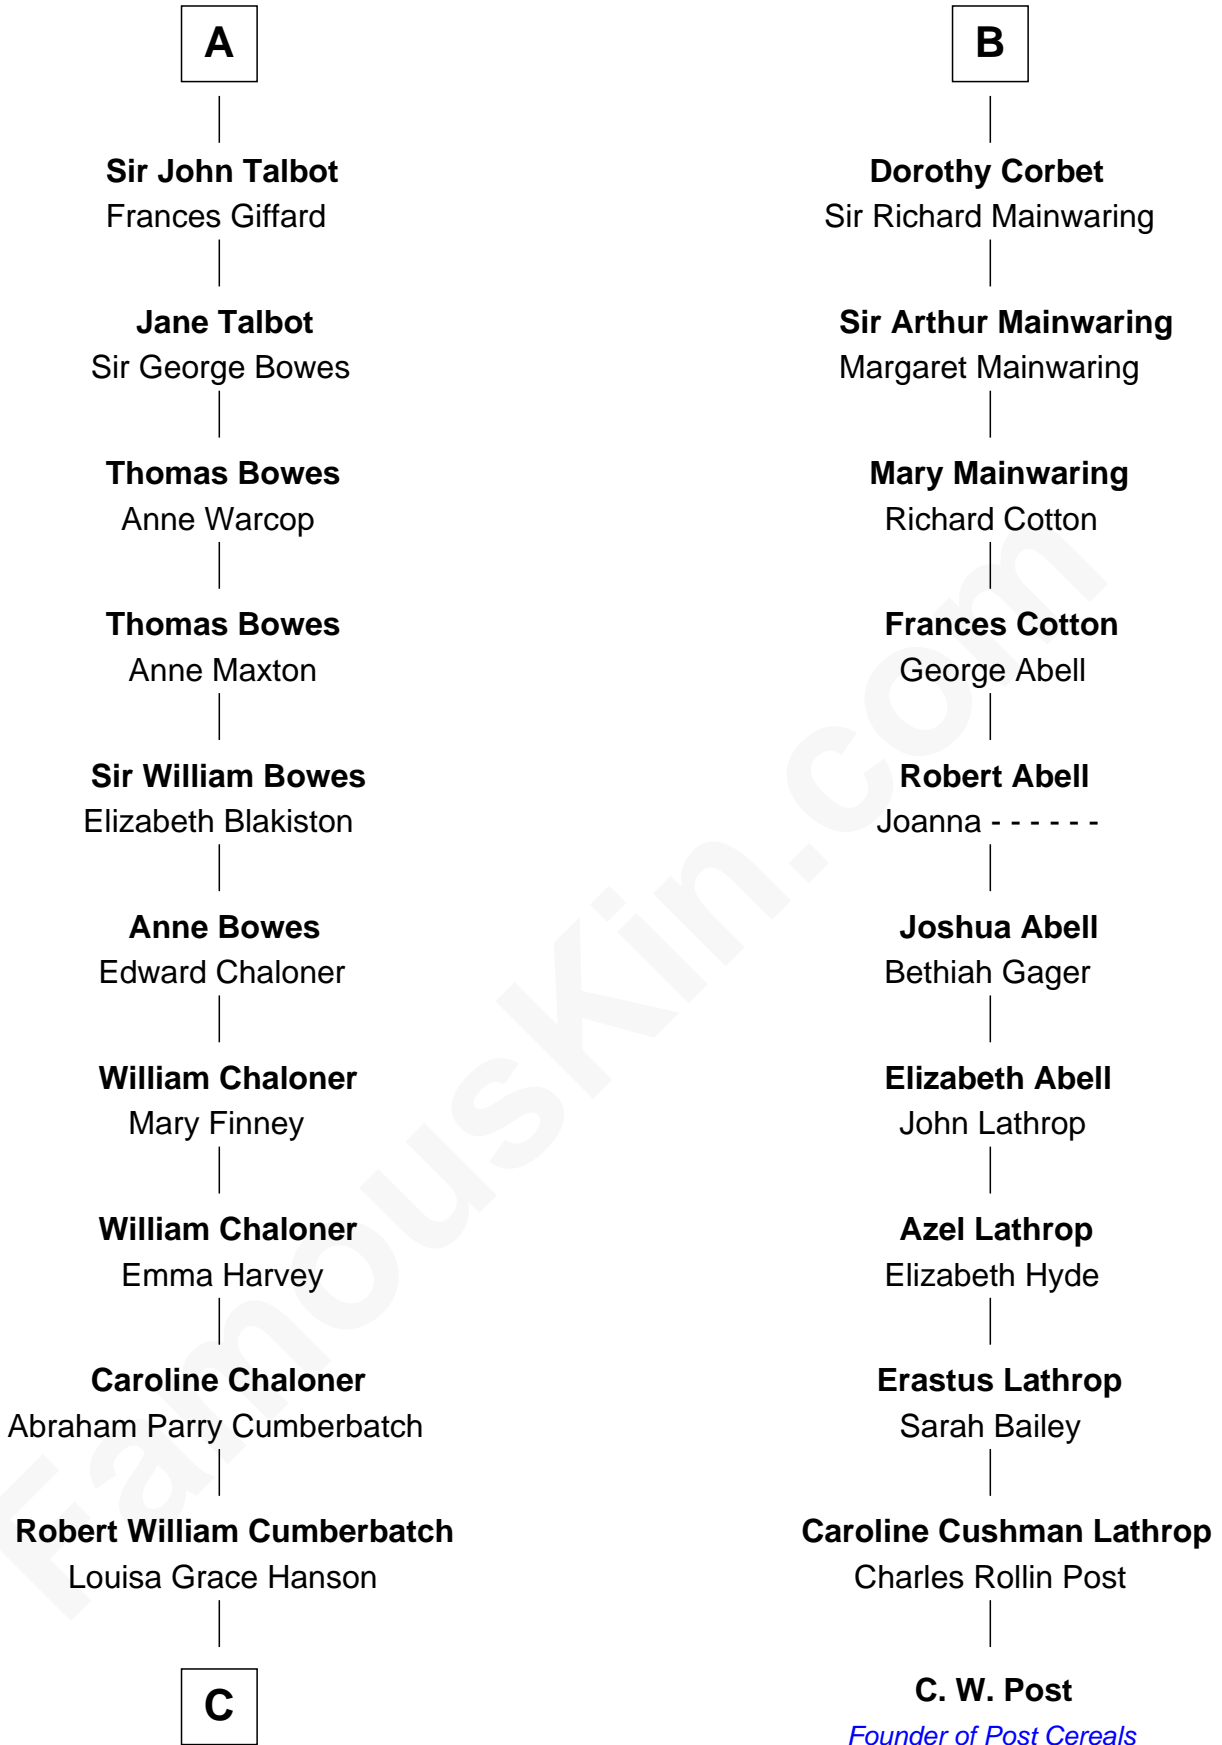 A
Sir John Talbot
Frances Giffard
Jane Talbot
Sir George Bowes
Thomas Bowes
Anne Warcop
Thomas Bowes
Anne Maxton
Sir William Bowes
Elizabeth Blakiston
Anne Bowes
Edward Chaloner
William Chaloner
Mary Finney
William Chaloner
Emma Harvey
Caroline Chaloner
Abraham Parry Cumberbatch
Robert William Cumberbatch
Louisa Grace Hanson
C
B
Dorothy Corbet
Sir Richard Mainwaring
Sir Arthur Mainwaring
Margaret Mainwaring
Mary Mainwaring
Richard Cotton
Frances Cotton
George Abell
Robert Abell
Joanna - - - - - -
Joshua Abell
Bethiah Gager
Elizabeth Abell
John Lathrop
Azel Lathrop
Elizabeth Hyde
Erastus Lathrop
Sarah Bailey
Caroline Cushman Lathrop
Charles Rollin Post
C. W. Post
Founder of Post Cereals
FamousKin.com